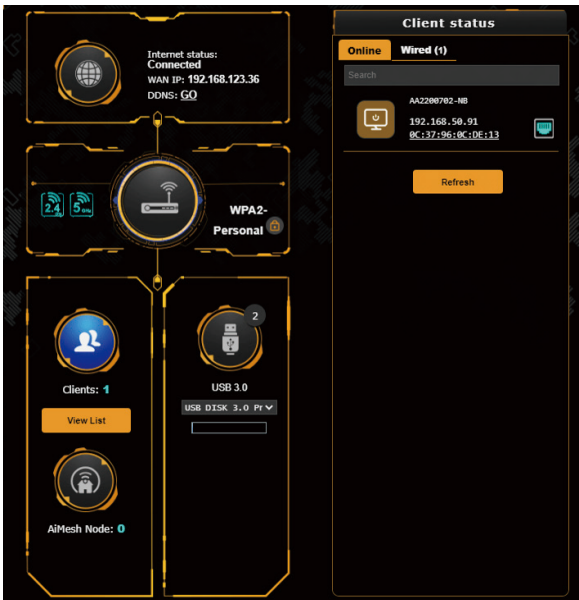 Internet status:
Connected
WAN IP: 192.168.123.36
DDNS: GO
2.4
5
WPA2-
Personal
2
Clients: 1
View List
USB 3.0
USB DISK 3.0 Pr
AiMesh Node: 0
Client status
Online Wired (1)
Search
AA2200702-NB
192.168.50.91
0C:37:96:0C:DE:13
Refresh